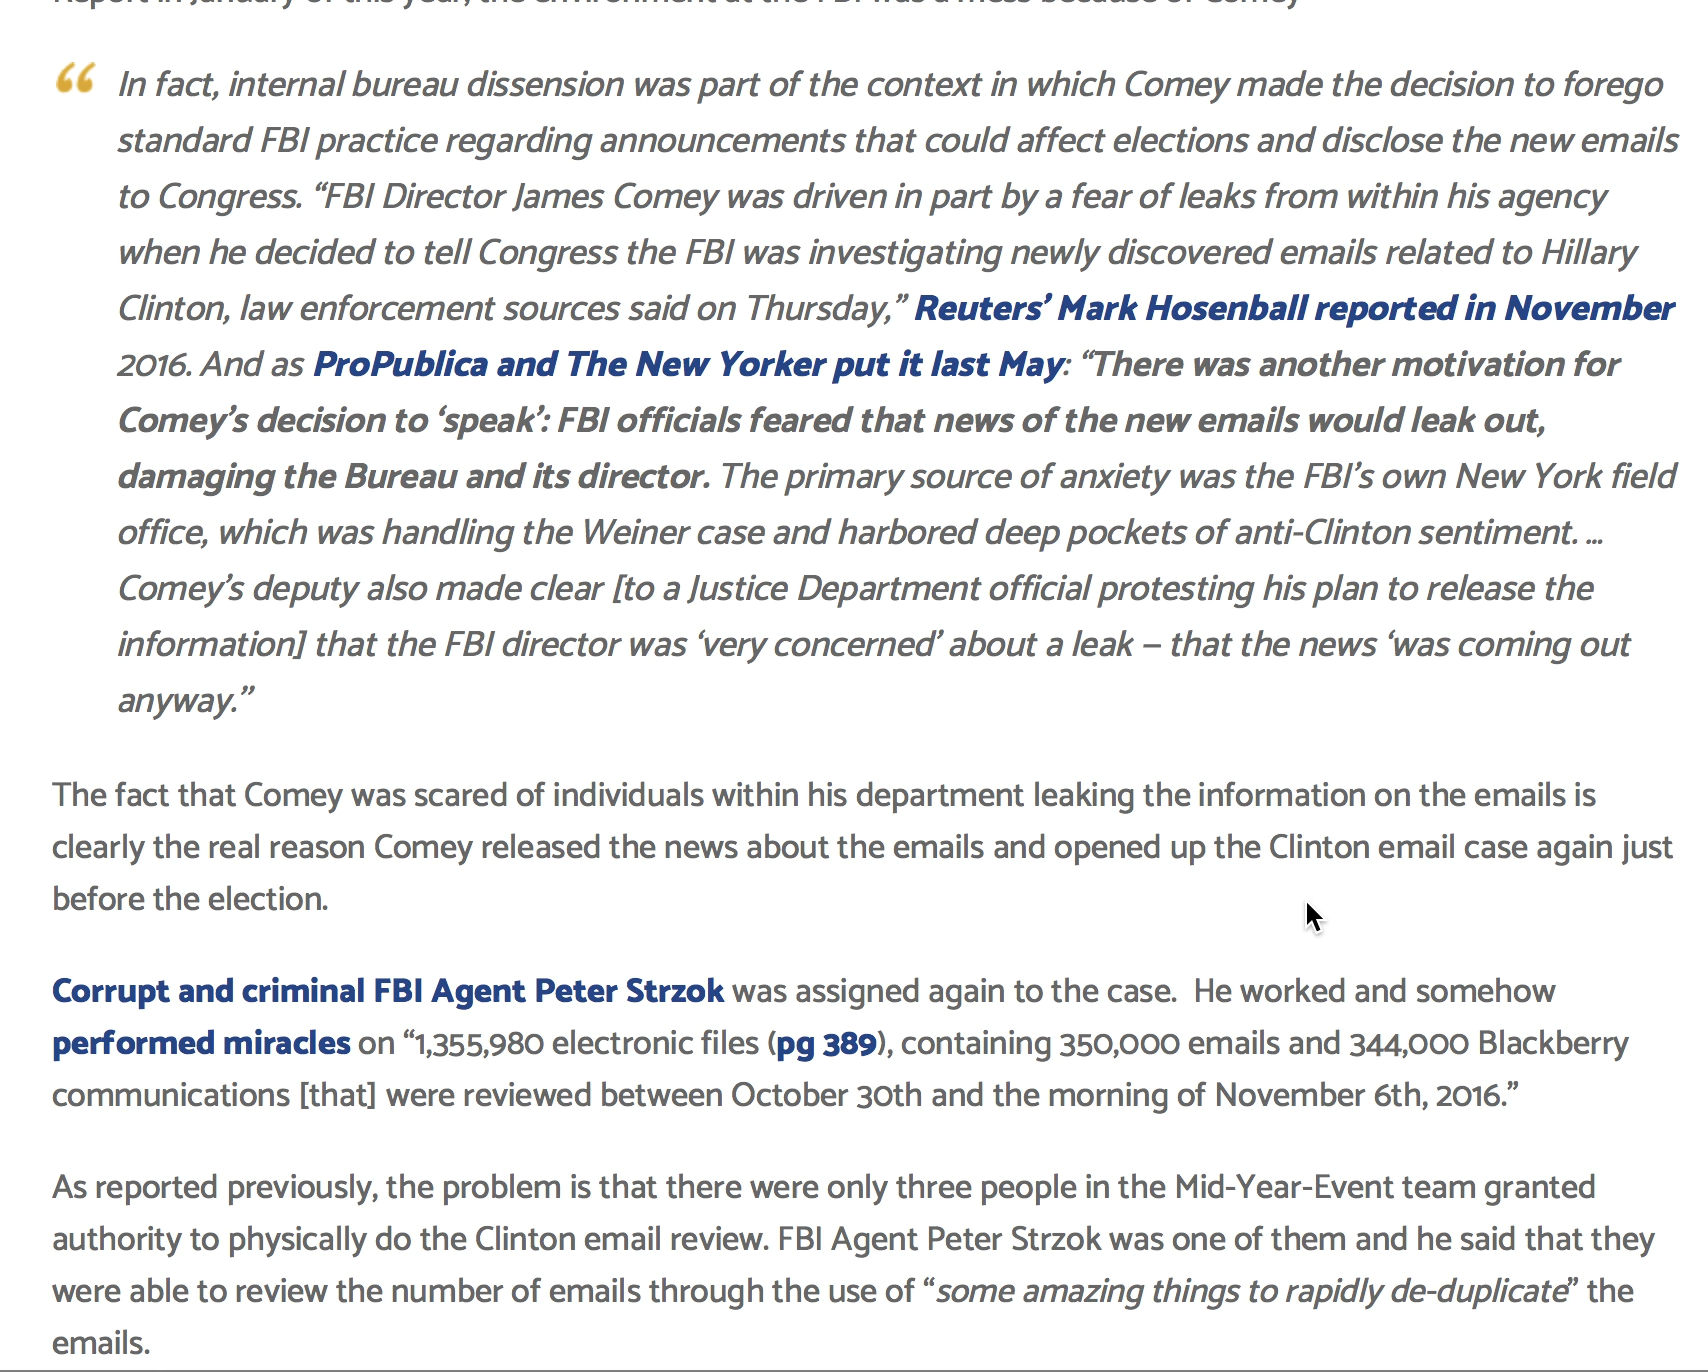 Report in January of this year, the environment at the FBI was a mess because of Comey
“ In fact, internal bureau dissension was part of the context in which Comey made the decision to forego
standard FBI practice regarding announcements that could affect elections and disclose the new emails
to Congress. “FBI Director James Comey was driven in part by a fear of leaks from within his agency
when he decided to tell Congress the FBI was investigating newly discovered emails related to Hillary
Clinton, law enforcement sources said on Thursday,” Reuters’ Mark Hosenball reported in November
2016. And as ProPublica and The New Yorker put it last May: “There was another motivation for
Comey’s decision to ‘speak’: FBI officials feared that news of the new emails would leak out,
damaging the Bureau and its director. The primary source of anxiety was the FBI’s own New York field
office, which was handling the Weiner case and harbored deep pockets of anti-Clinton sentiment. ...
Comey’s deputy also made clear [to a Justice Department official protesting his plan to release the
information] that the FBI director was ‘very concerned’ about a leak – that the news ‘was coming out
anyway.”
The fact that Comey was scared of individuals within his department leaking the information on the emails is
clearly the real reason Comey released the news about the emails and opened up the Clinton email case again just
before the election.
Corrupt and criminal FBI Agent Peter Strzok was assigned again to the case.  He worked and somehow
performed miracles on “1,355,980 electronic files (pg 389), containing 350,000 emails and 344,000 Blackberry
communications [that] were reviewed between October 30th and the morning of November 6th, 2016.”
As reported previously, the problem is that there were only three people in the Mid-Year-Event team granted
authority to physically do the Clinton email review. FBI Agent Peter Strzok was one of them and he said that they
were able to review the number of emails through the use of “some amazing things to rapidly de-duplicate” the
emails.